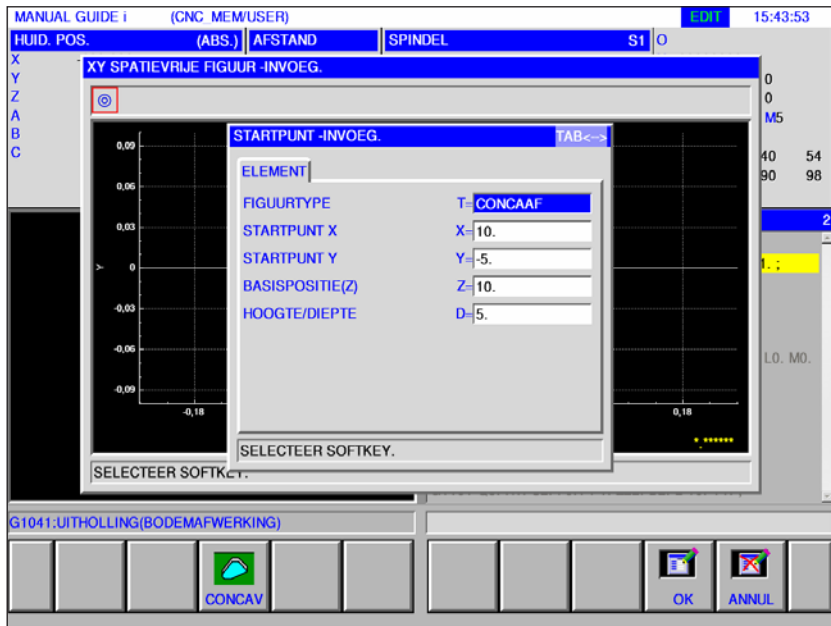 MANUAL GUIDE i (CNC_MEM/USER) EDIT 15:43:53
HUID. POS. (ABS.) AFSTAND SPINDEL S1 O
X
Y
Z
A
B
C
0
0
M5
40 54
90 98
2
1. ;
L0. M0.
XY SPATIEVRIJE FIGUUR -INVOEG.
0,09
0,06
0,03
Y 0
-0,03
-0,06
-0,09
-0,18 0,18
*.******
STARTPUNT -INVOEG. TAB<-->
ELEMENT
FIGUURTYPE T= CONCAAF
STARTPUNT X X= 10.
STARTPUNT Y Y= -5.
BASISPOSITIE(Z) Z= 10.
HOOGTE/DIEPTE D= 5.
SELECTEER SOFTKEY.
SELECTEER SOFTKEY.
G1041:UITHOLLING(BODEMAFWERKING)
CONCAV OK ANNUL